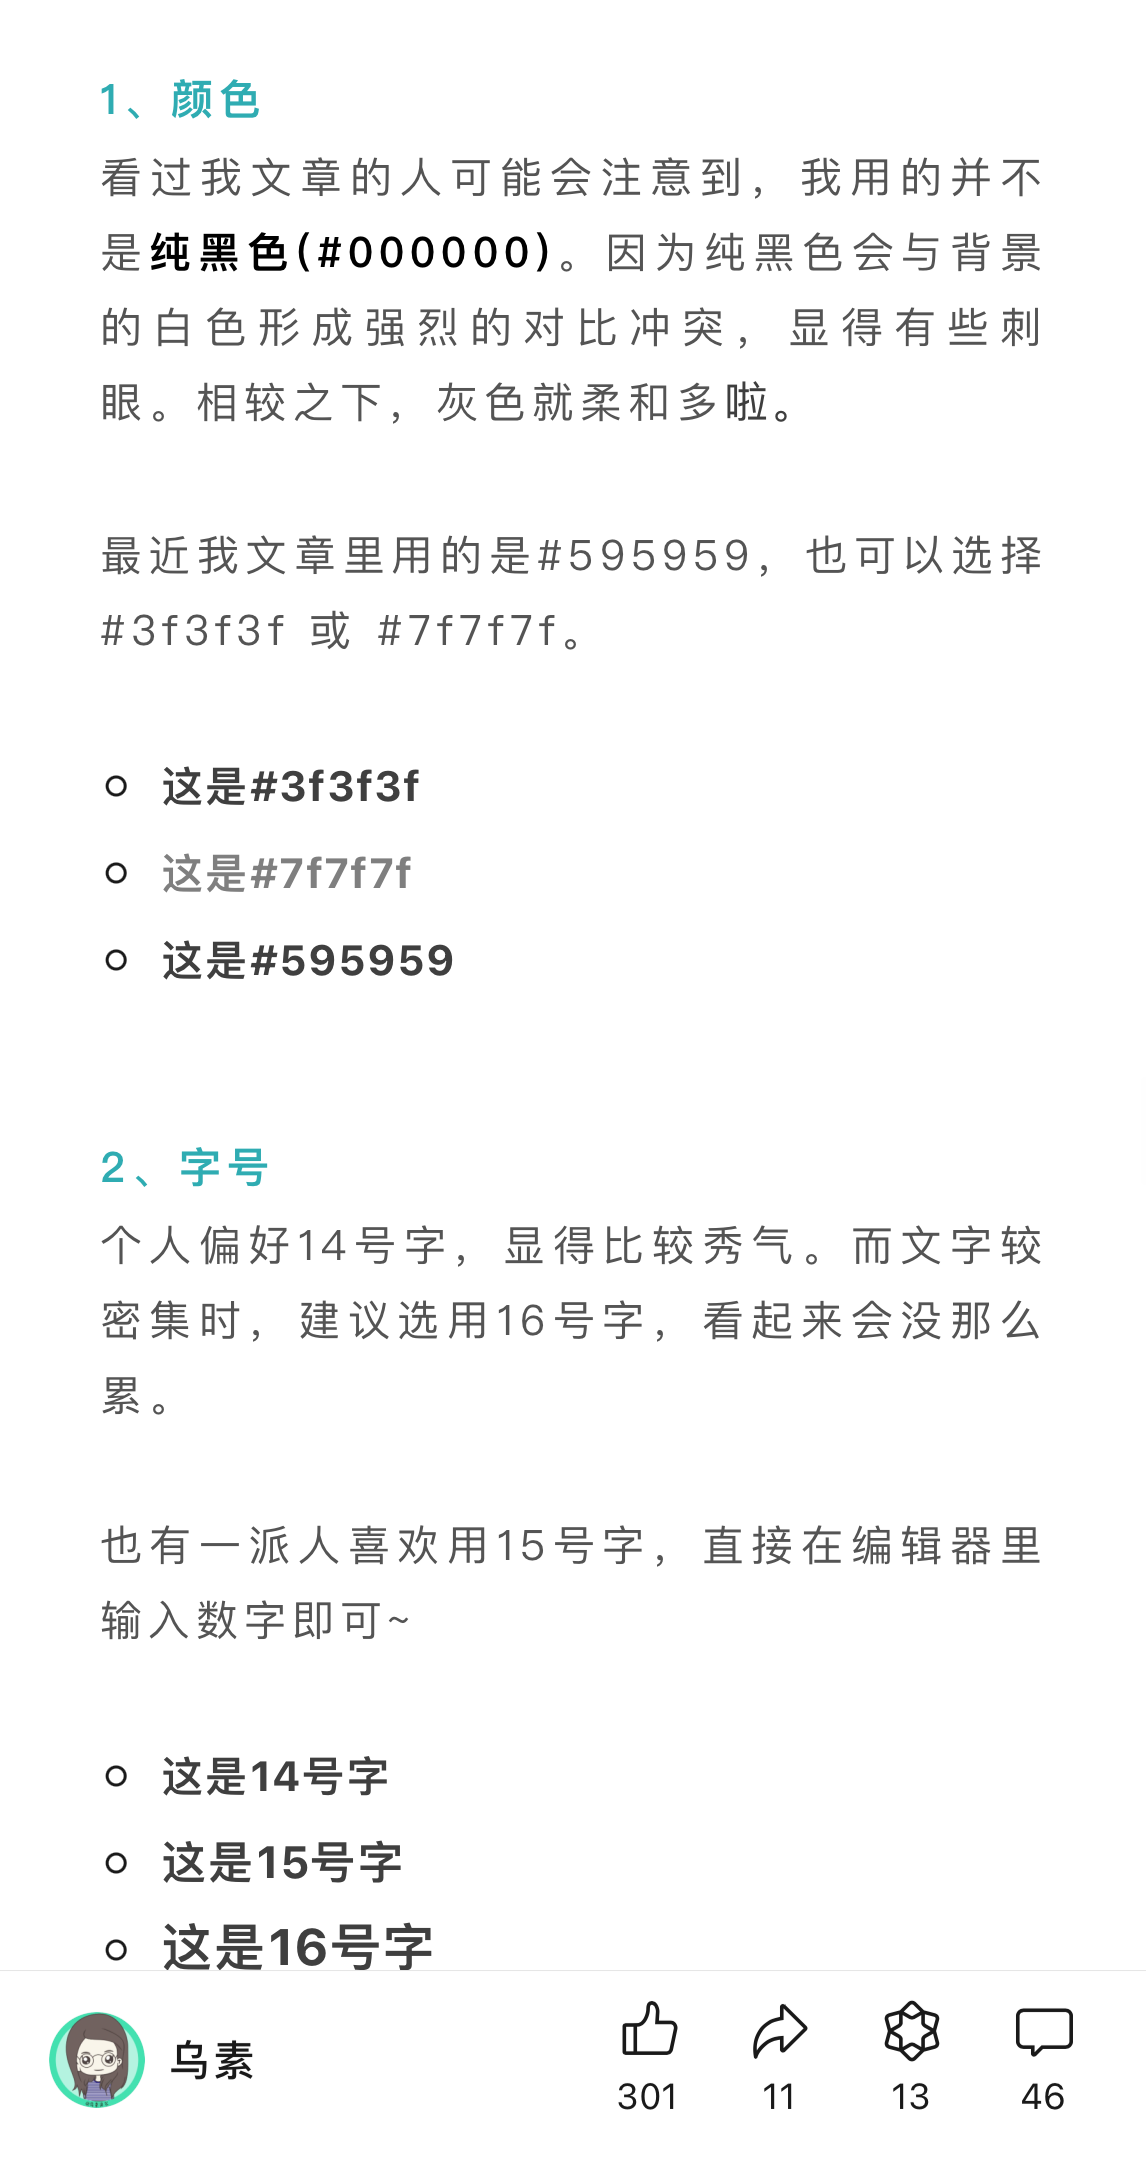 1、颜色
看过我文章的人可能会注意到，我用的并不
是纯黑色(#000000)。因为纯黑色会与背景
的白色形成强烈的对比冲突，显得有些刺
眼。相较之下，灰色就柔和多啦。
最近我文章里用的是#595959，也可以选择
#3f3f3f 或 #7f7f7f。
这是#3f3f3f
这是#7f7f7f
这是#595959
2、字号
个人偏好14号字，显得比较秀气。而文字较
密集时，建议选用16号字，看起来会没那么
累。
也有一派人喜欢用15号字，直接在编辑器里
输入数字即可~
这是14号字
这是15号字
这是16号字
乌素
301
11
13
46